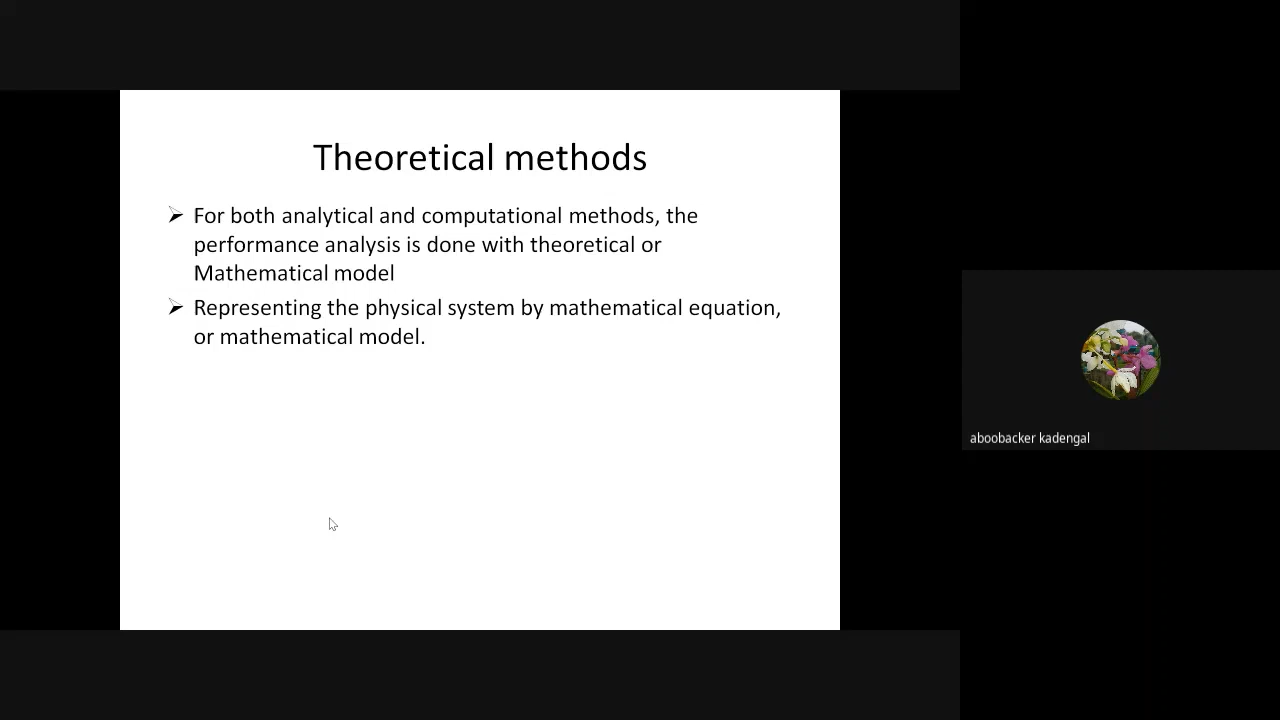 Theoretical methods
For both analytical and computational methods, the
performance analysis is done with theoretical or
Mathematical model
Representing the physical system by mathematical equation,
or mathematical model.
aboobacker kadengal